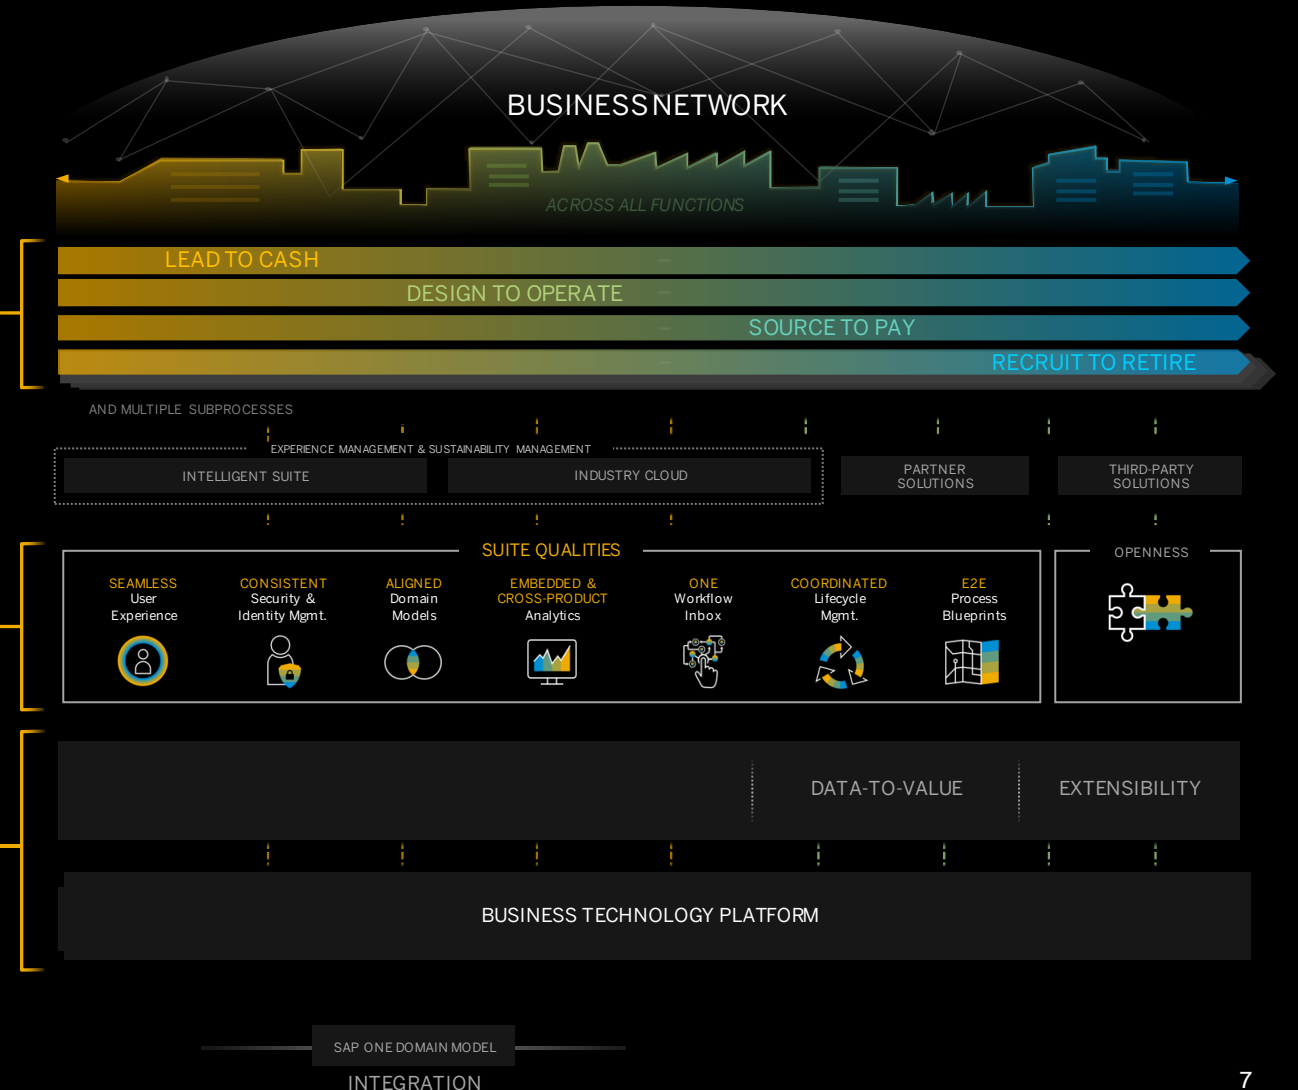 BUSINESS NETWORK
ACROSS ALL FUNCTIONS
LEAD TO CASH
DESIGN TO OPERATE
SOURCE TO PAY
RECRUIT TO RETIRE
AND MULTIPLE SUBPROCESSES
EXPERIENCE MANAGEMENT & SUSTAINABILITY MANAGEMENT
INTELLIGENT SUITE
INDUSTRY CLOUD
PARTNER
SOLUTIONS
THIRD-PARTY
SOLUTIONS
SUITE QUALITIES
SEAMLESS
User
Experience
CONSISTENT
Security &
Identity Mgmt.
ALIGNED
Domain
Models
EMBEDDED &
CROSS-PRODUCT
Analytics
ONE
Workflow
Inbox
COORDINATED
Lifecycle
Mgmt.
E2E
Process
Blueprints
OPENNESS
DATA-TO-VALUE
EXTENSIBILITY
BUSINESS TECHNOLOGY PLATFORM
SAP ONE DOMAIN MODEL
INTEGRATION
7